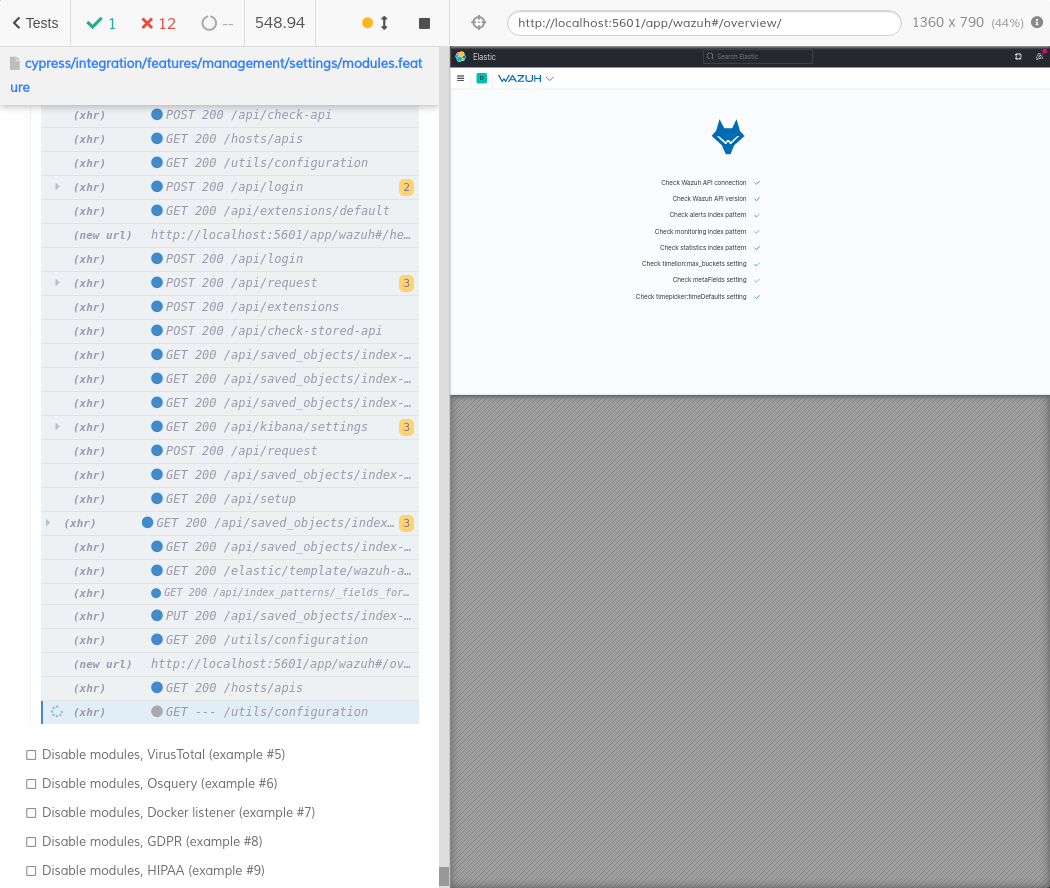 Tests
1
12
--
548.94
http://localhost:5601/app/wazuh#/overview/
1360 x 790 (44%)
cypress/integration/features/management/settings/modules.feat
ure
(xhr) POST 200 /api/check-api
(xhr) GET 200 /hosts/apis
(xhr) GET 200 /utils/configuration
(xhr) POST 200 /api/login 2
(xhr) GET 200 /api/extensions/default
(new url) http://localhost:5601/app/wazuh#/he…
(xhr) POST 200 /api/login
(xhr) POST 200 /api/request 3
(xhr) POST 200 /api/extensions
(xhr) POST 200 /api/check-stored-api
(xhr) GET 200 /api/saved_objects/index-…
(xhr) GET 200 /api/saved_objects/index-…
(xhr) GET 200 /api/saved_objects/index-…
(xhr) GET 200 /api/kibana/settings 3
(xhr) POST 200 /api/request
(xhr) GET 200 /api/saved_objects/index-…
(xhr) GET 200 /api/setup
(xhr) GET 200 /api/saved_objects/index… 3
(xhr) GET 200 /api/saved_objects/index-…
(xhr) GET 200 /elastic/template/wazuh-a…
(xhr) GET 200 /api/index_patterns/_fields_for…
(xhr) PUT 200 /api/saved_objects/index-…
(xhr) GET 200 /utils/configuration
(new url) http://localhost:5601/app/wazuh#/ov…
(xhr) GET 200 /hosts/apis
(xhr) GET --- /utils/configuration
Disable modules, VirusTotal (example #5)
Disable modules, Osquery (example #6)
Disable modules, Docker listener (example #7)
Disable modules, GDPR (example #8)
Disable modules, HIPAA (example #9)
Elastic
Search Elastic
D
WAZUH
Check Wazuh API connection
Check Wazuh API version
Check alerts index pattern
Check monitoring index pattern
Check statistics index pattern
Check timelion:max_buckets setting
Check metaFields setting
Check timepicker:timeDefaults setting